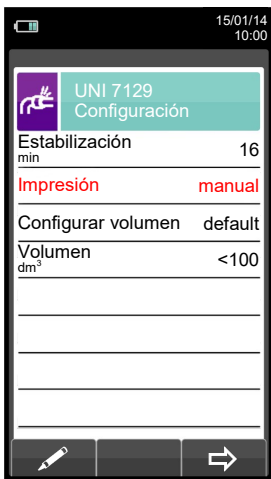 15/01/14
10:00
UNI 7129
Configuración
Estabilización
min
16
Impresión manual
Configurar volumen default
Volumen
dm³
<100